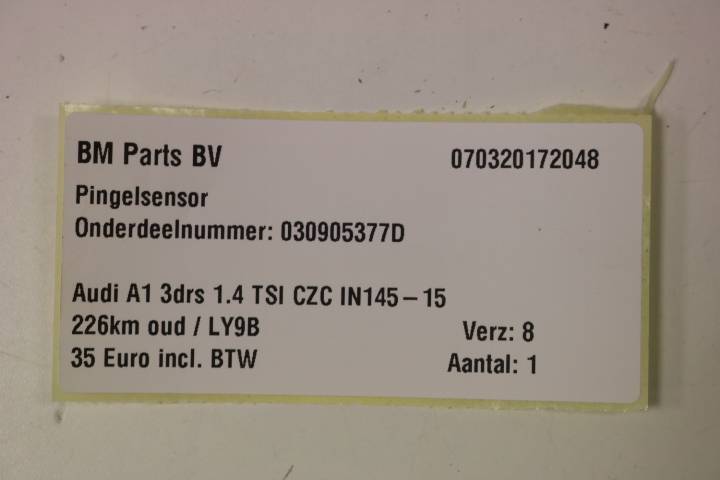 BM Parts BV 070320172048
Pingelsensor
Onderdeelnummer: 030905377D
Audi A1 3drs 1.4 TSI CZC IN145-15
226km oud / LY9B Verz: 8
35 Euro incl. BTW Aantal: 1